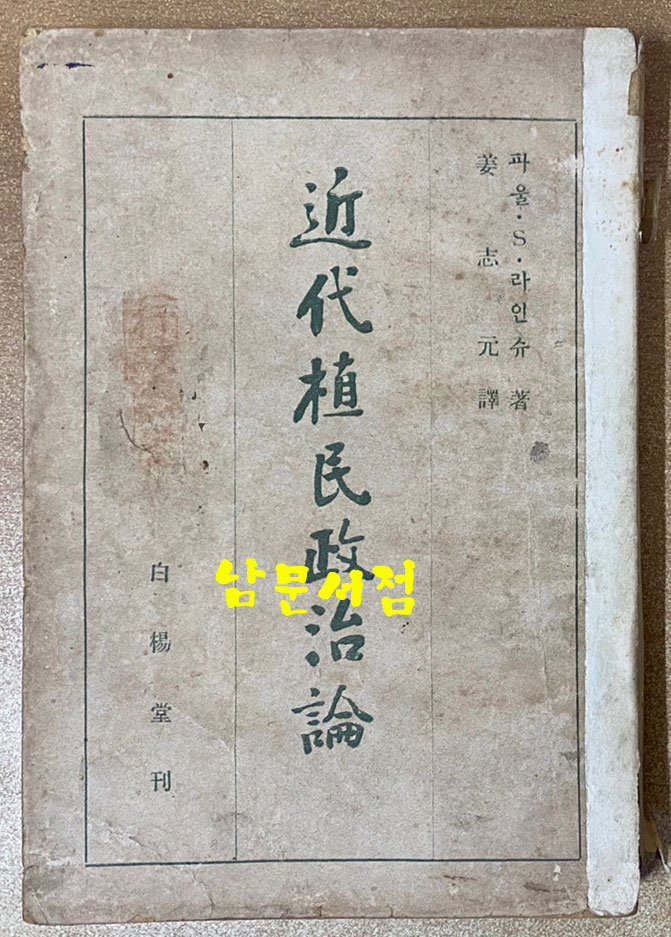 파울·S·라인슈 著
姜志元 譯
近代植民政治論
白楊堂刊
남문서점